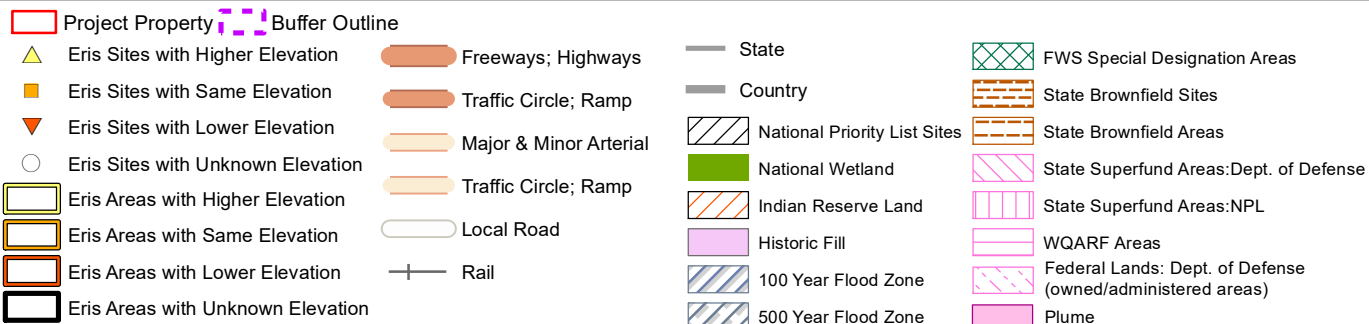 Project Property
Buffer Outline
Eris Sites with Higher Elevation
Eris Sites with Same Elevation
Eris Sites with Lower Elevation
Eris Sites with Unknown Elevation
Eris Areas with Higher Elevation
Eris Areas with Same Elevation
Eris Areas with Lower Elevation
Eris Areas with Unknown Elevation
Freeways; Highways
Traffic Circle; Ramp
Major & Minor Arterial
Traffic Circle; Ramp
Local Road
Rail
State
Country
National Priority List Sites
National Wetland
Indian Reserve Land
Historic Fill
100 Year Flood Zone
500 Year Flood Zone
FWS Special Designation Areas
State Brownfield Sites
State Brownfield Areas
State Superfund Areas:Dept. of Defense
State Superfund Areas:NPL
WQARF Areas
Federal Lands: Dept. of Defense
(owned/administered areas)
Plume